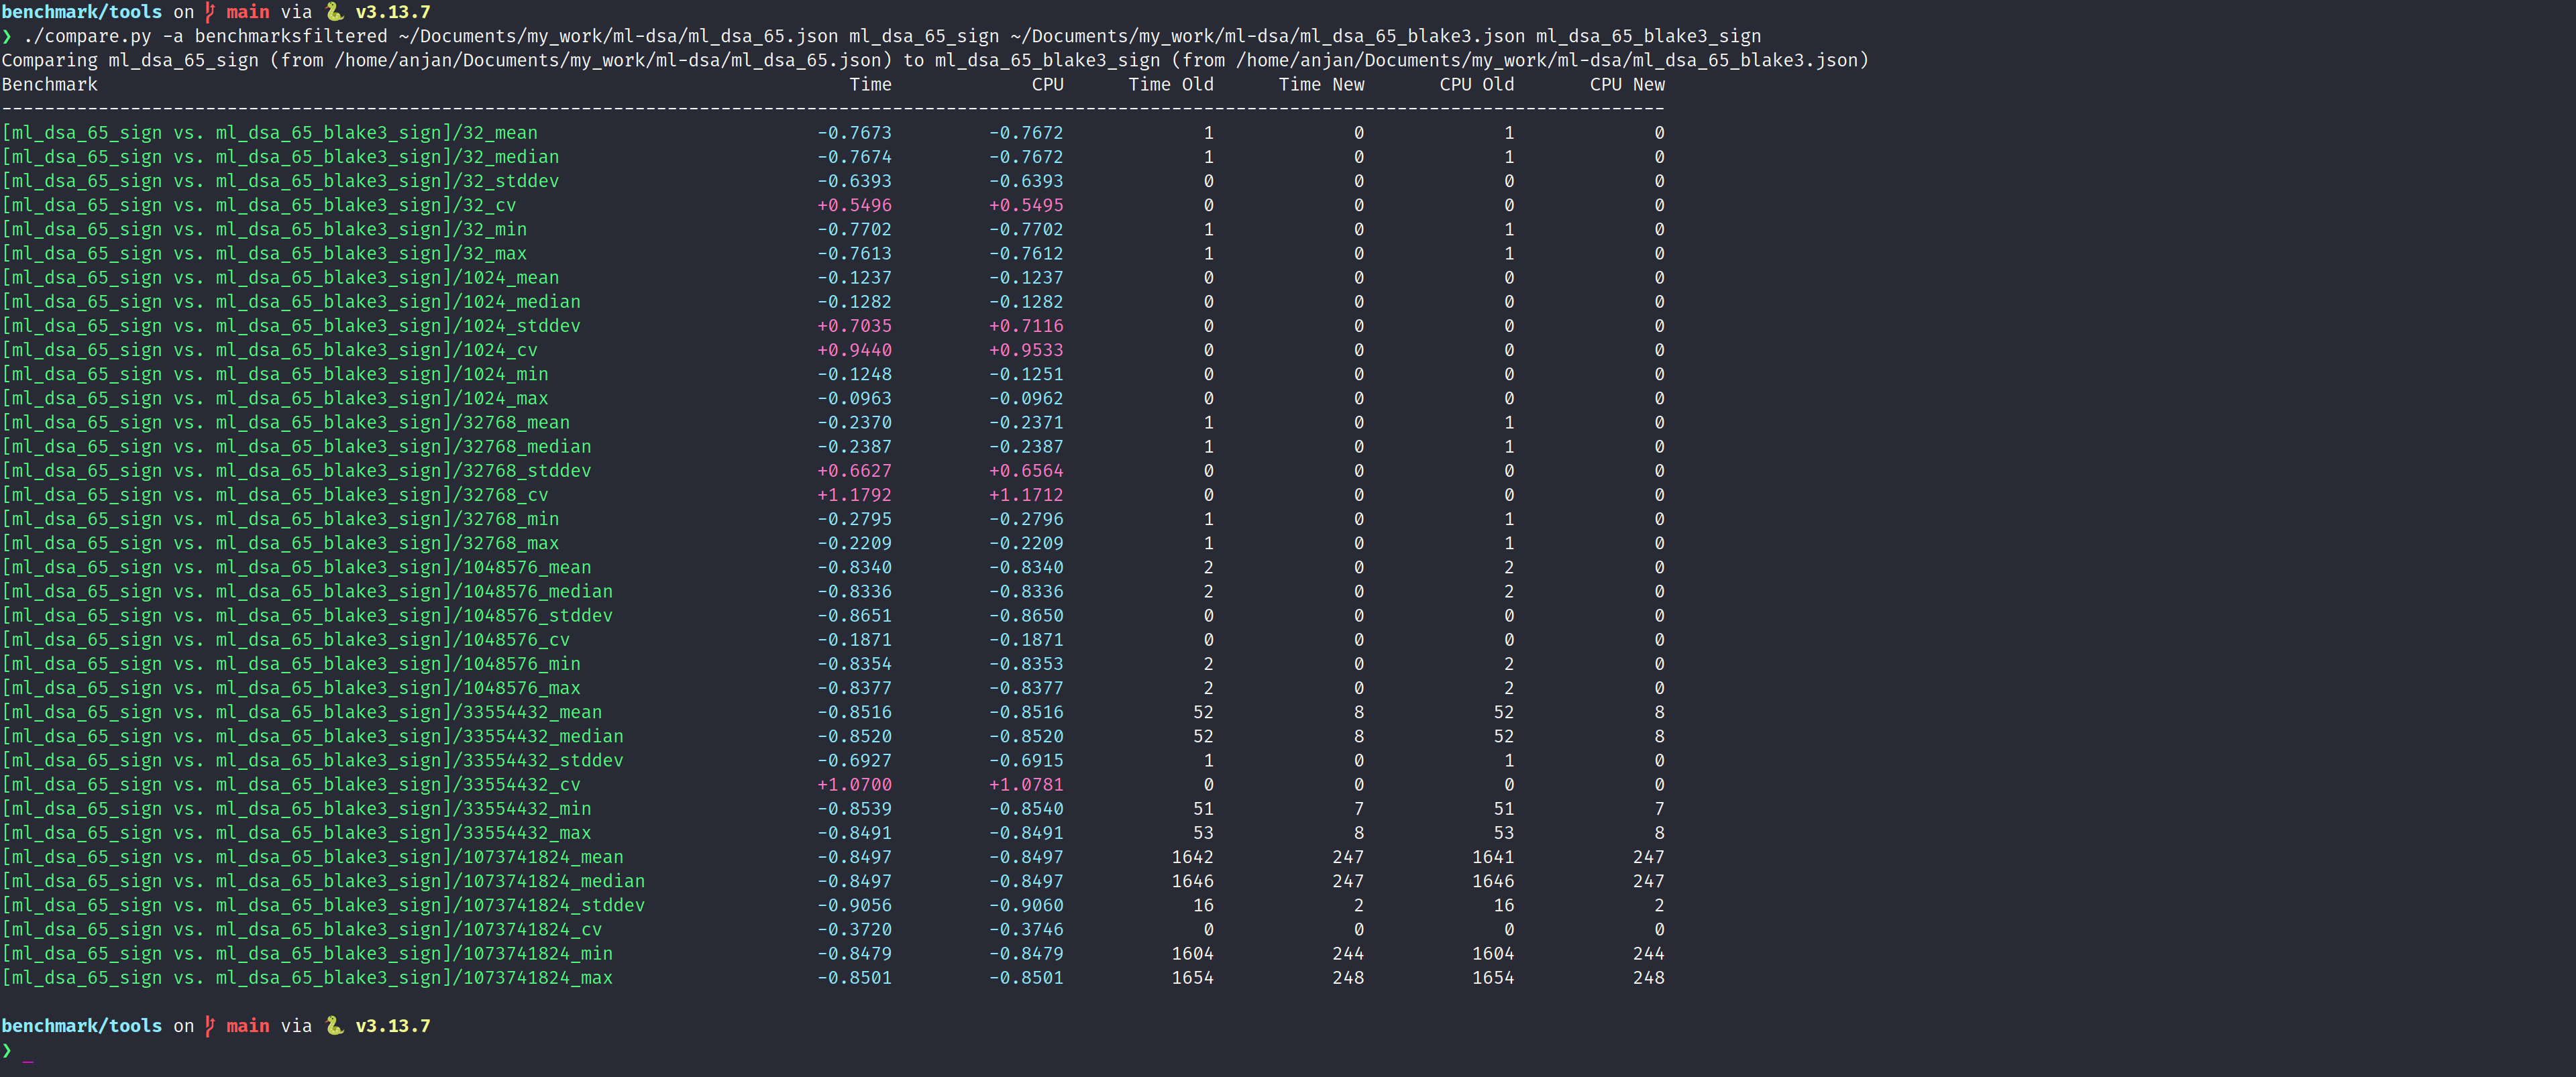 benchmark/tools on main via 🐍 v3.13.7
❯ ./compare.py -a benchmarksfiltered ~/Documents/my_work/ml-dsa/ml_dsa_65.json ml_dsa_65_sign ~/Documents/my_work/ml-dsa/ml_dsa_65_blake3.json ml_dsa_65_blake3_sign
Comparing ml_dsa_65_sign (from /home/anjan/Documents/my_work/ml-dsa/ml_dsa_65.json) to ml_dsa_65_blake3_sign (from /home/anjan/Documents/my_work/ml-dsa/ml_dsa_65_blake3.json)
Benchmark Time CPU Time Old Time New CPU Old CPU New
-----------------------------------------------------------------------------------------------------------------------------------------------------------
[ml_dsa_65_sign vs. ml_dsa_65_blake3_sign]/32_mean -0.7673 -0.7672 1 0 1 0
[ml_dsa_65_sign vs. ml_dsa_65_blake3_sign]/32_median -0.7674 -0.7672 1 0 1 0
[ml_dsa_65_sign vs. ml_dsa_65_blake3_sign]/32_stddev -0.6393 -0.6393 0 0 0 0
[ml_dsa_65_sign vs. ml_dsa_65_blake3_sign]/32_cv +0.5496 +0.5495 0 0 0 0
[ml_dsa_65_sign vs. ml_dsa_65_blake3_sign]/32_min -0.7702 -0.7702 1 0 1 0
[ml_dsa_65_sign vs. ml_dsa_65_blake3_sign]/32_max -0.7613 -0.7612 1 0 1 0
[ml_dsa_65_sign vs. ml_dsa_65_blake3_sign]/1024_mean -0.1237 -0.1237 0 0 0 0
[ml_dsa_65_sign vs. ml_dsa_65_blake3_sign]/1024_median -0.1282 -0.1282 0 0 0 0
[ml_dsa_65_sign vs. ml_dsa_65_blake3_sign]/1024_stddev +0.7035 +0.7116 0 0 0 0
[ml_dsa_65_sign vs. ml_dsa_65_blake3_sign]/1024_cv +0.9440 +0.9533 0 0 0 0
[ml_dsa_65_sign vs. ml_dsa_65_blake3_sign]/1024_min -0.1248 -0.1251 0 0 0 0
[ml_dsa_65_sign vs. ml_dsa_65_blake3_sign]/1024_max -0.0963 -0.0962 0 0 0 0
[ml_dsa_65_sign vs. ml_dsa_65_blake3_sign]/32768_mean -0.2370 -0.2371 1 0 1 0
[ml_dsa_65_sign vs. ml_dsa_65_blake3_sign]/32768_median -0.2387 -0.2387 1 0 1 0
[ml_dsa_65_sign vs. ml_dsa_65_blake3_sign]/32768_stddev +0.6627 +0.6564 0 0 0 0
[ml_dsa_65_sign vs. ml_dsa_65_blake3_sign]/32768_cv +1.1792 +1.1712 0 0 0 0
[ml_dsa_65_sign vs. ml_dsa_65_blake3_sign]/32768_min -0.2795 -0.2796 1 0 1 0
[ml_dsa_65_sign vs. ml_dsa_65_blake3_sign]/32768_max -0.2209 -0.2209 1 0 1 0
[ml_dsa_65_sign vs. ml_dsa_65_blake3_sign]/1048576_mean -0.8340 -0.8340 2 0 2 0
[ml_dsa_65_sign vs. ml_dsa_65_blake3_sign]/1048576_median -0.8336 -0.8336 2 0 2 0
[ml_dsa_65_sign vs. ml_dsa_65_blake3_sign]/1048576_stddev -0.8651 -0.8650 0 0 0 0
[ml_dsa_65_sign vs. ml_dsa_65_blake3_sign]/1048576_cv -0.1871 -0.1871 0 0 0 0
[ml_dsa_65_sign vs. ml_dsa_65_blake3_sign]/1048576_min -0.8354 -0.8353 2 0 2 0
[ml_dsa_65_sign vs. ml_dsa_65_blake3_sign]/1048576_max -0.8377 -0.8377 2 0 2 0
[ml_dsa_65_sign vs. ml_dsa_65_blake3_sign]/33554432_mean -0.8516 -0.8516 52 8 52 8
[ml_dsa_65_sign vs. ml_dsa_65_blake3_sign]/33554432_median -0.8520 -0.8520 52 8 52 8
[ml_dsa_65_sign vs. ml_dsa_65_blake3_sign]/33554432_stddev -0.6927 -0.6915 1 0 1 0
[ml_dsa_65_sign vs. ml_dsa_65_blake3_sign]/33554432_cv +1.0700 +1.0781 0 0 0 0
[ml_dsa_65_sign vs. ml_dsa_65_blake3_sign]/33554432_min -0.8539 -0.8540 51 7 51 7
[ml_dsa_65_sign vs. ml_dsa_65_blake3_sign]/33554432_max -0.8491 -0.8491 53 8 53 8
[ml_dsa_65_sign vs. ml_dsa_65_blake3_sign]/1073741824_mean -0.8497 -0.8497 1642 247 1641 247
[ml_dsa_65_sign vs. ml_dsa_65_blake3_sign]/1073741824_median -0.8497 -0.8497 1646 247 1646 247
[ml_dsa_65_sign vs. ml_dsa_65_blake3_sign]/1073741824_stddev -0.9056 -0.9060 16 2 16 2
[ml_dsa_65_sign vs. ml_dsa_65_blake3_sign]/1073741824_cv -0.3720 -0.3746 0 0 0 0
[ml_dsa_65_sign vs. ml_dsa_65_blake3_sign]/1073741824_min -0.8479 -0.8479 1604 244 1604 244
[ml_dsa_65_sign vs. ml_dsa_65_blake3_sign]/1073741824_max -0.8501 -0.8501 1654 248 1654 248
benchmark/tools on main via 🐍 v3.13.7
❯ _